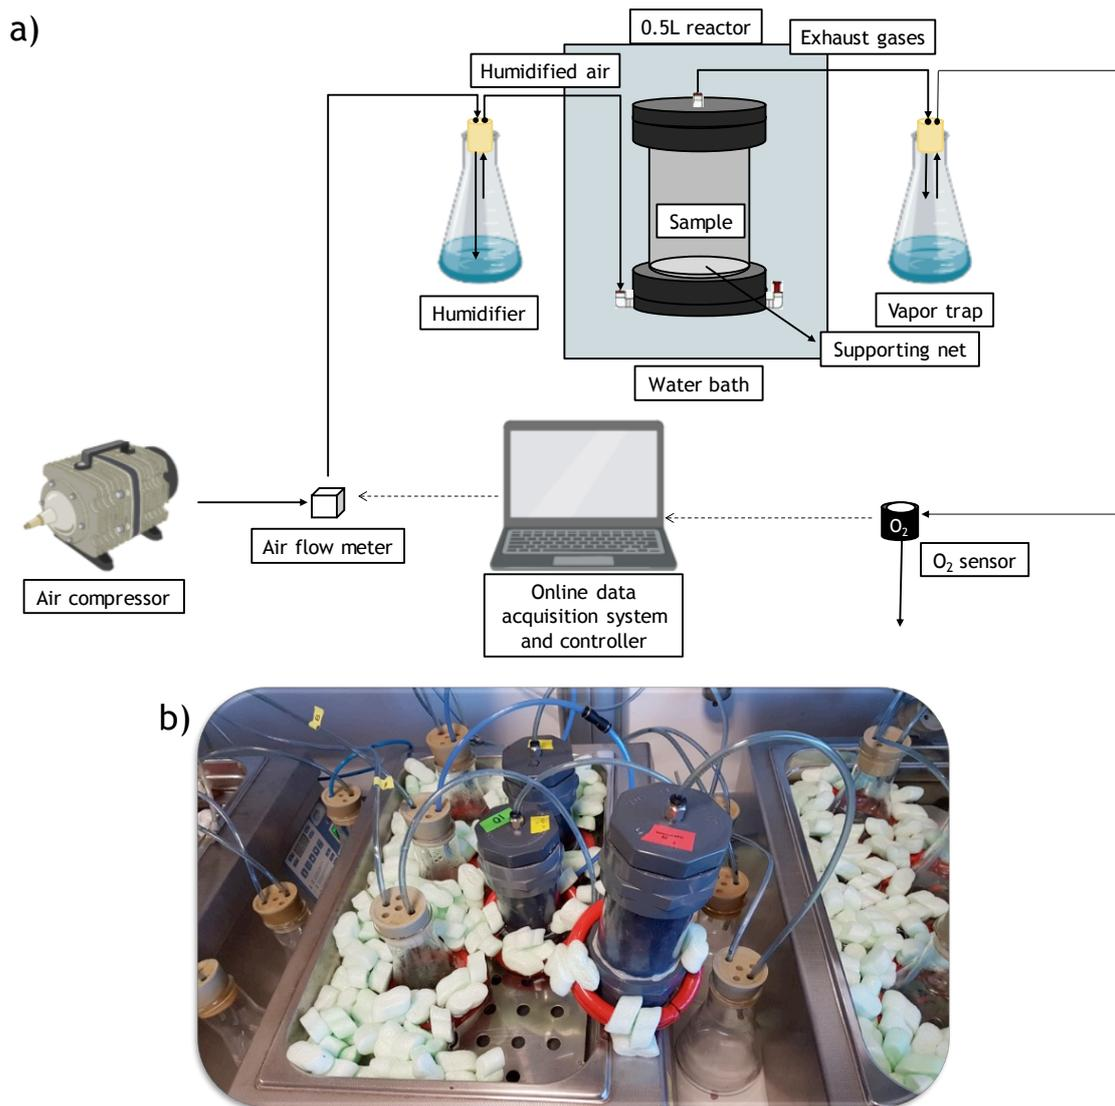 a)
0.5L reactor
Exhaust gases
Humidified air
Sample
Humidifier
Vapor trap
Supporting net
Water bath
O₂
Air flow meter
O₂ sensor
Air compressor
Online data
acquisition system
and controller
b)